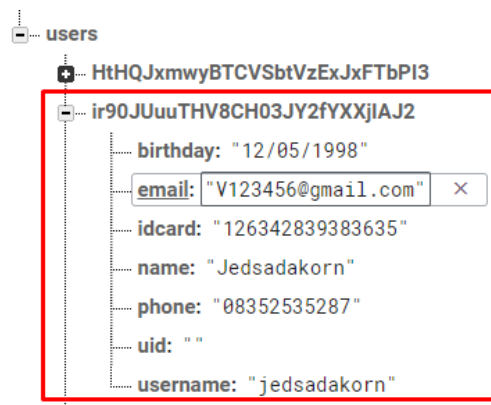 users
HtHQJxmwyBTCVSbtVzExJxFTbPI3
ir90JUuuTHV8CH03JY2fYXXjIAJ2
birthday: "12/05/1998"
email: "V123456@gmail.com" ×
idcard: "126342839383635"
name: "Jedsadakorn"
phone: "08352535287"
uid: ""
username: "jedsadakorn"